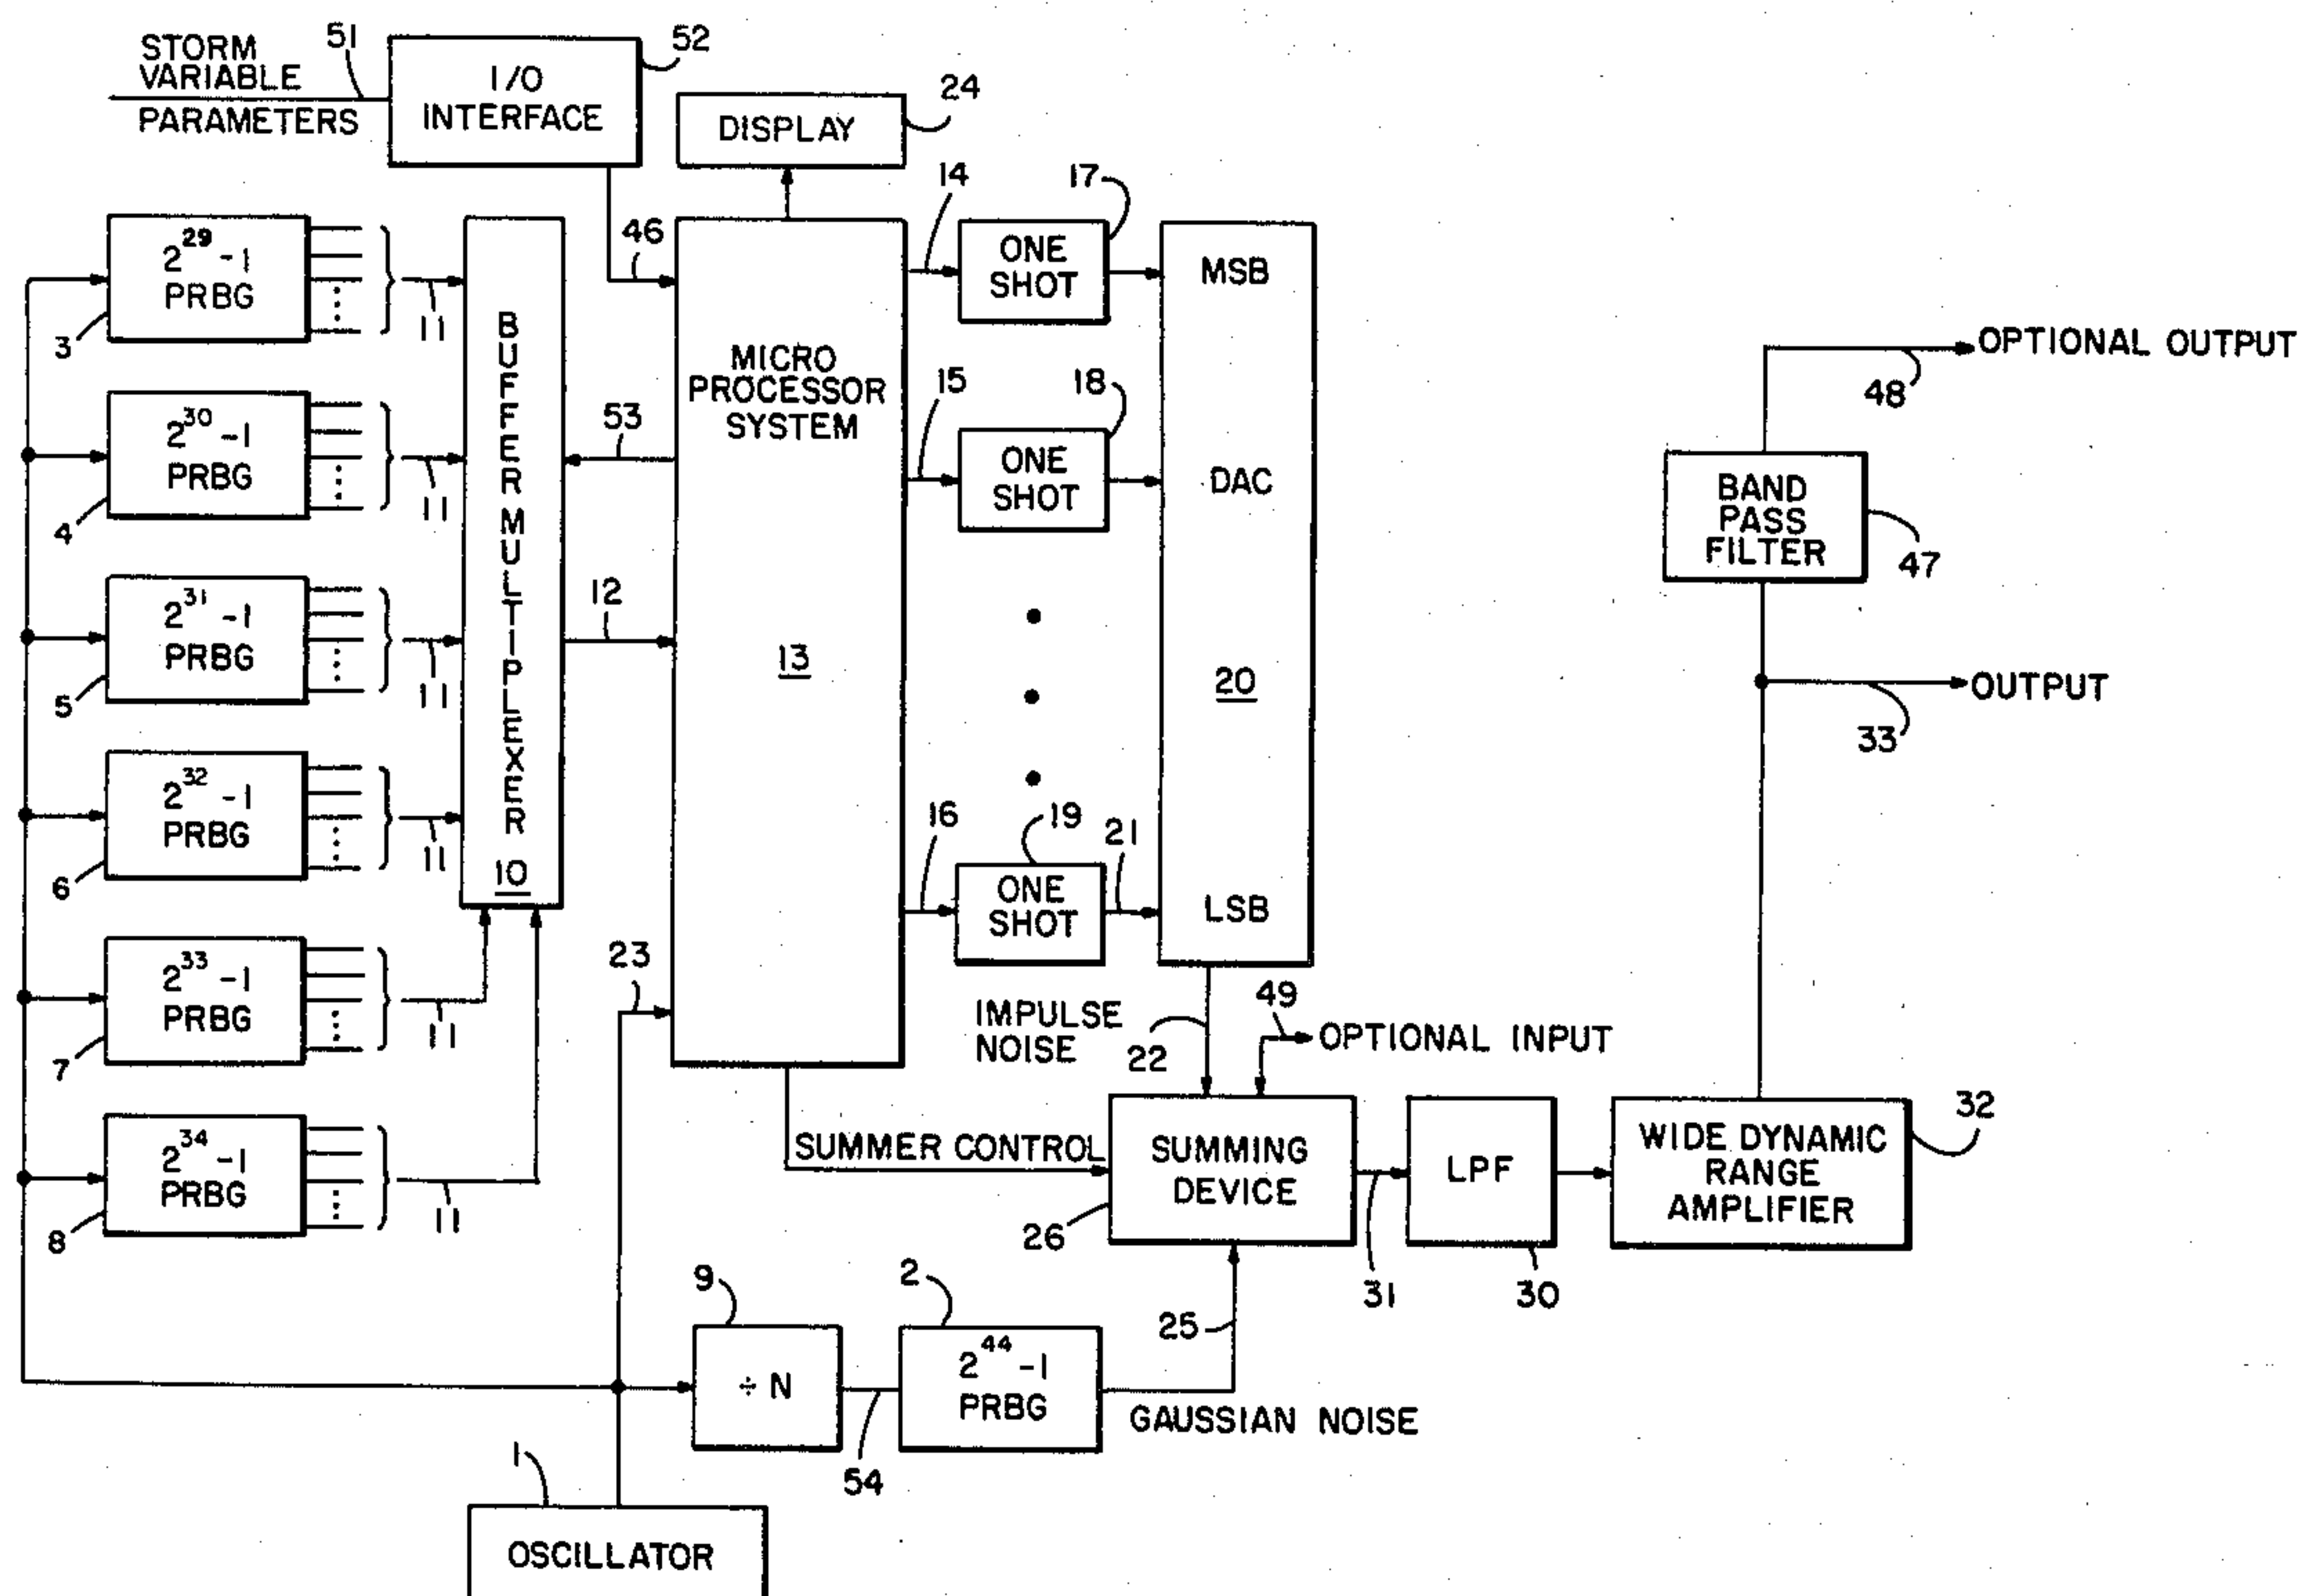 STORM
VARIABLE
PARAMETERS
51
I/O
INTERFACE
52
DISPLAY
24
2^29 -1
PRBG
3
11
2^30 -1
PRBG
4
11
2^31 -1
PRBG
5
11
2^32 -1
PRBG
6
11
2^33 -1
PRBG
7
11
2^34 -1
PRBG
8
11
BUFFER MULTIPLEXER
10
46
53
12
23
MICRO
PROCESSOR
SYSTEM
13
14
15
16
ONE
SHOT
17
ONE
SHOT
18
ONE
SHOT
19
21
MSB
DAC
20
LSB
IMPULSE
NOISE
22
49
OPTIONAL INPUT
SUMMER CONTROL
SUMMING
DEVICE
26
31
LPF
30
WIDE DYNAMIC
RANGE
AMPLIFIER
32
OPTIONAL OUTPUT
48
BAND
PASS
FILTER
47
OUTPUT
33
9
÷ N
54
2
2^44 -1
PRBG
25
GAUSSIAN NOISE
1
OSCILLATOR